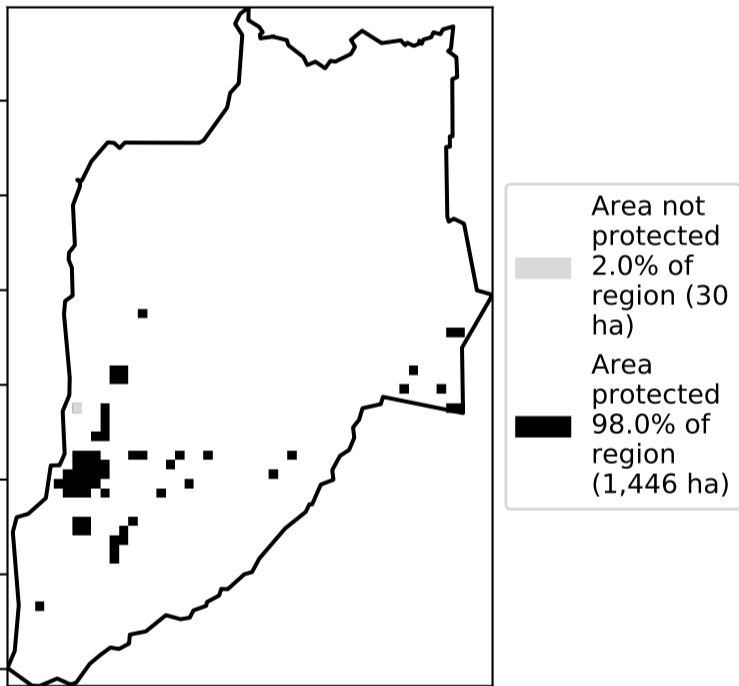 Area not
protected
2.0% of
region (30
ha)
Area
protected
98.0% of
region
(1,446 ha)